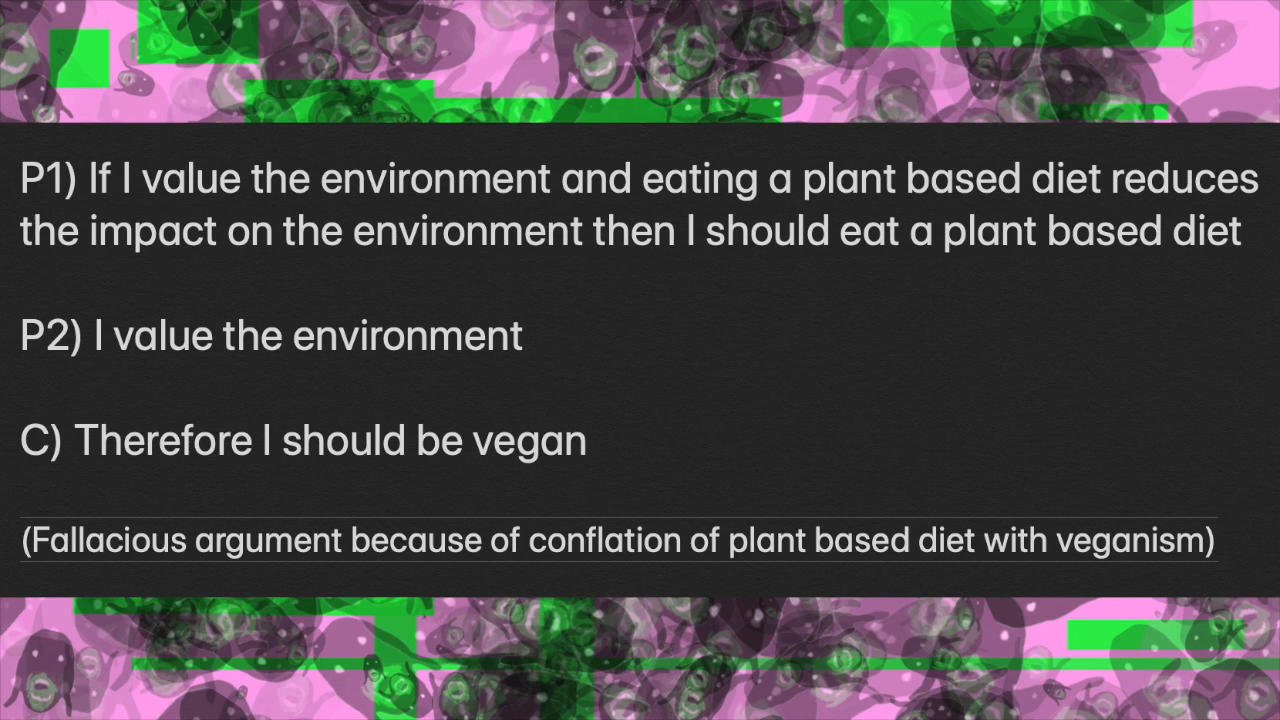 P1) If I value the environment and eating a plant based diet reduces
the impact on the environment then I should eat a plant based diet
P2) I value the environment
C) Therefore I should be vegan
(Fallacious argument because of conflation of plant based diet with veganism)